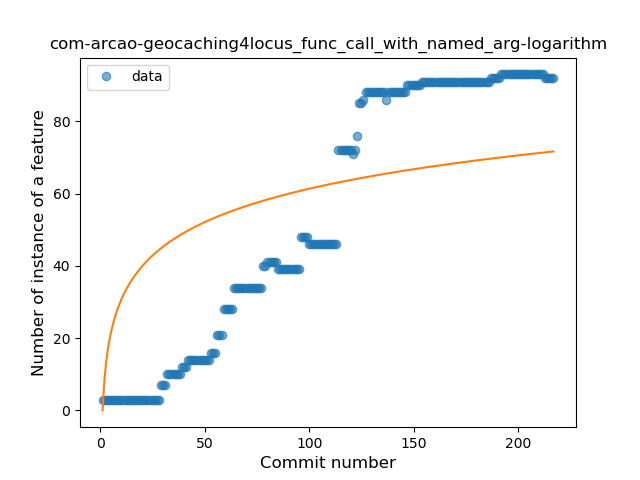 com-arcao-geocaching4locus_func_call_with_named_arg-logarithm
data
Number of instance of a feature
80
60
40
20
0
0 50 100 150 200
Commit number